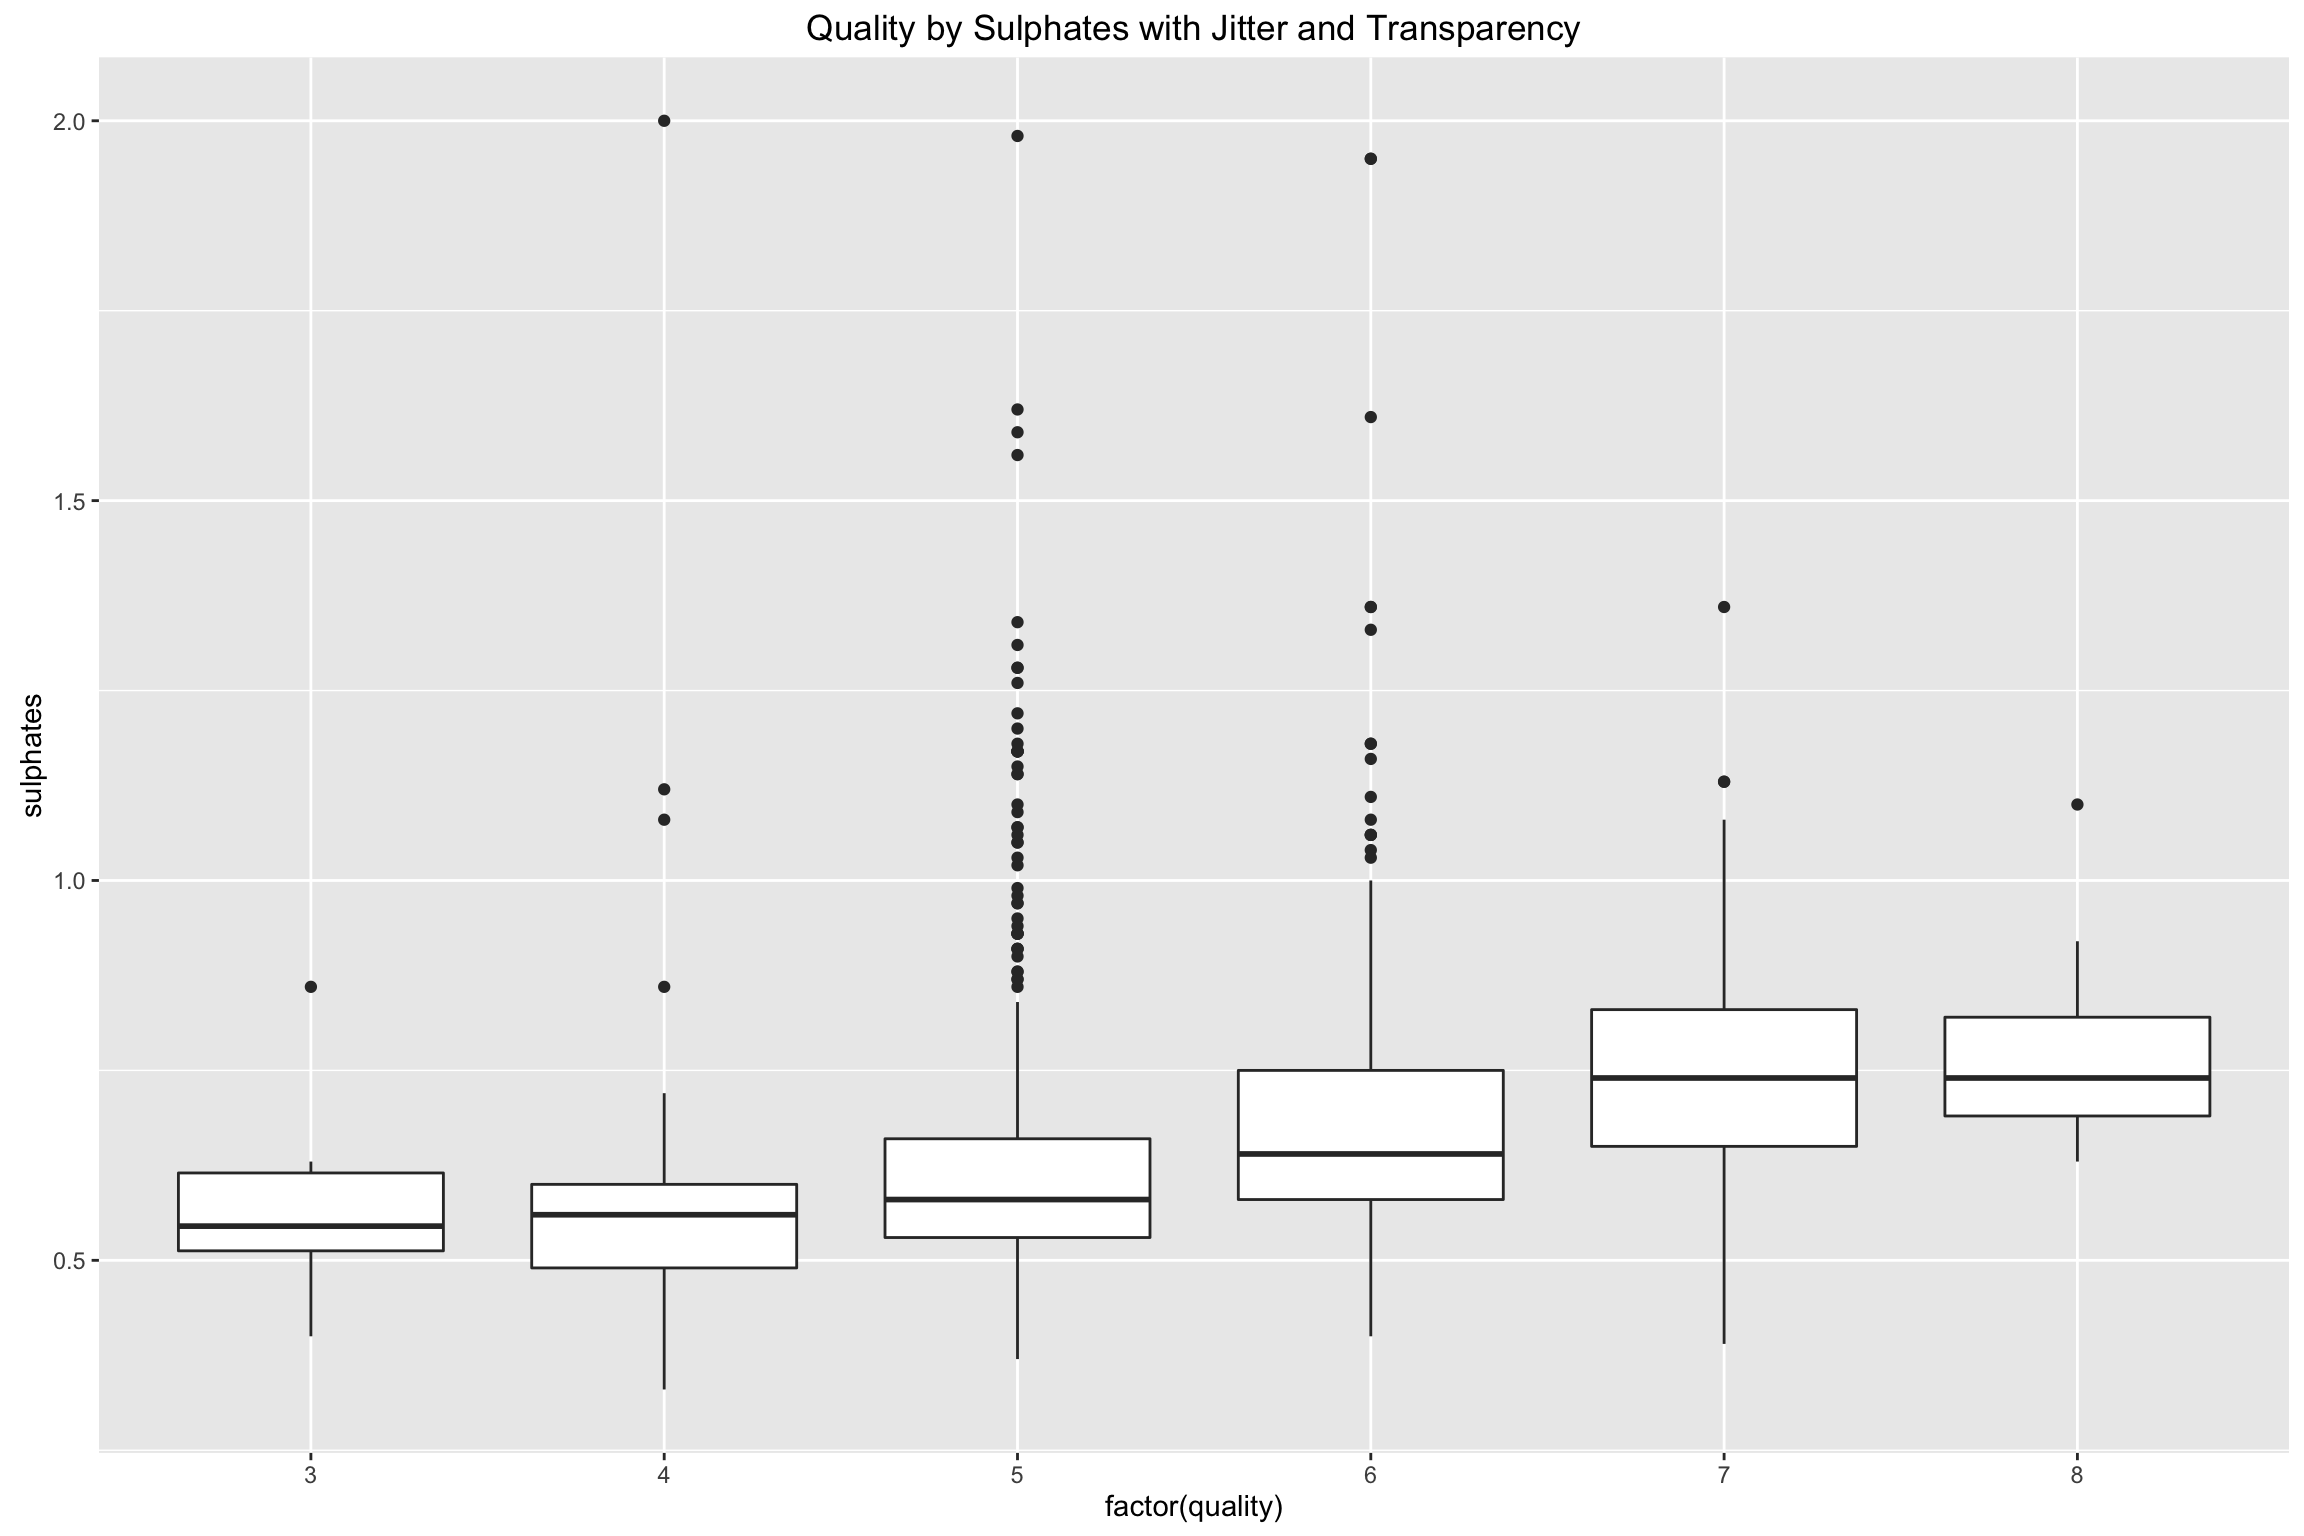 Quality by Sulphates with Jitter and Transparency
sulphates
2.0
1.5
1.0
0.5
3 4 5 6 7 8
factor(quality)